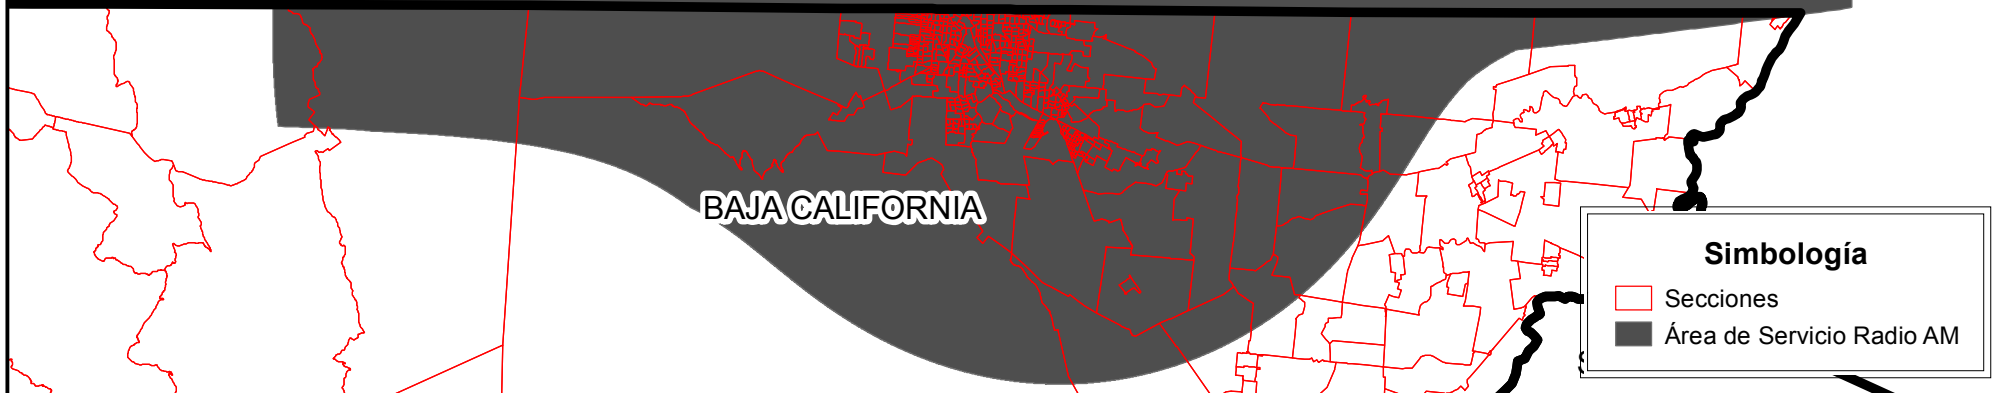 BAJA CALIFORNIA
Simbología
Secciones
Área de Servicio Radio AM